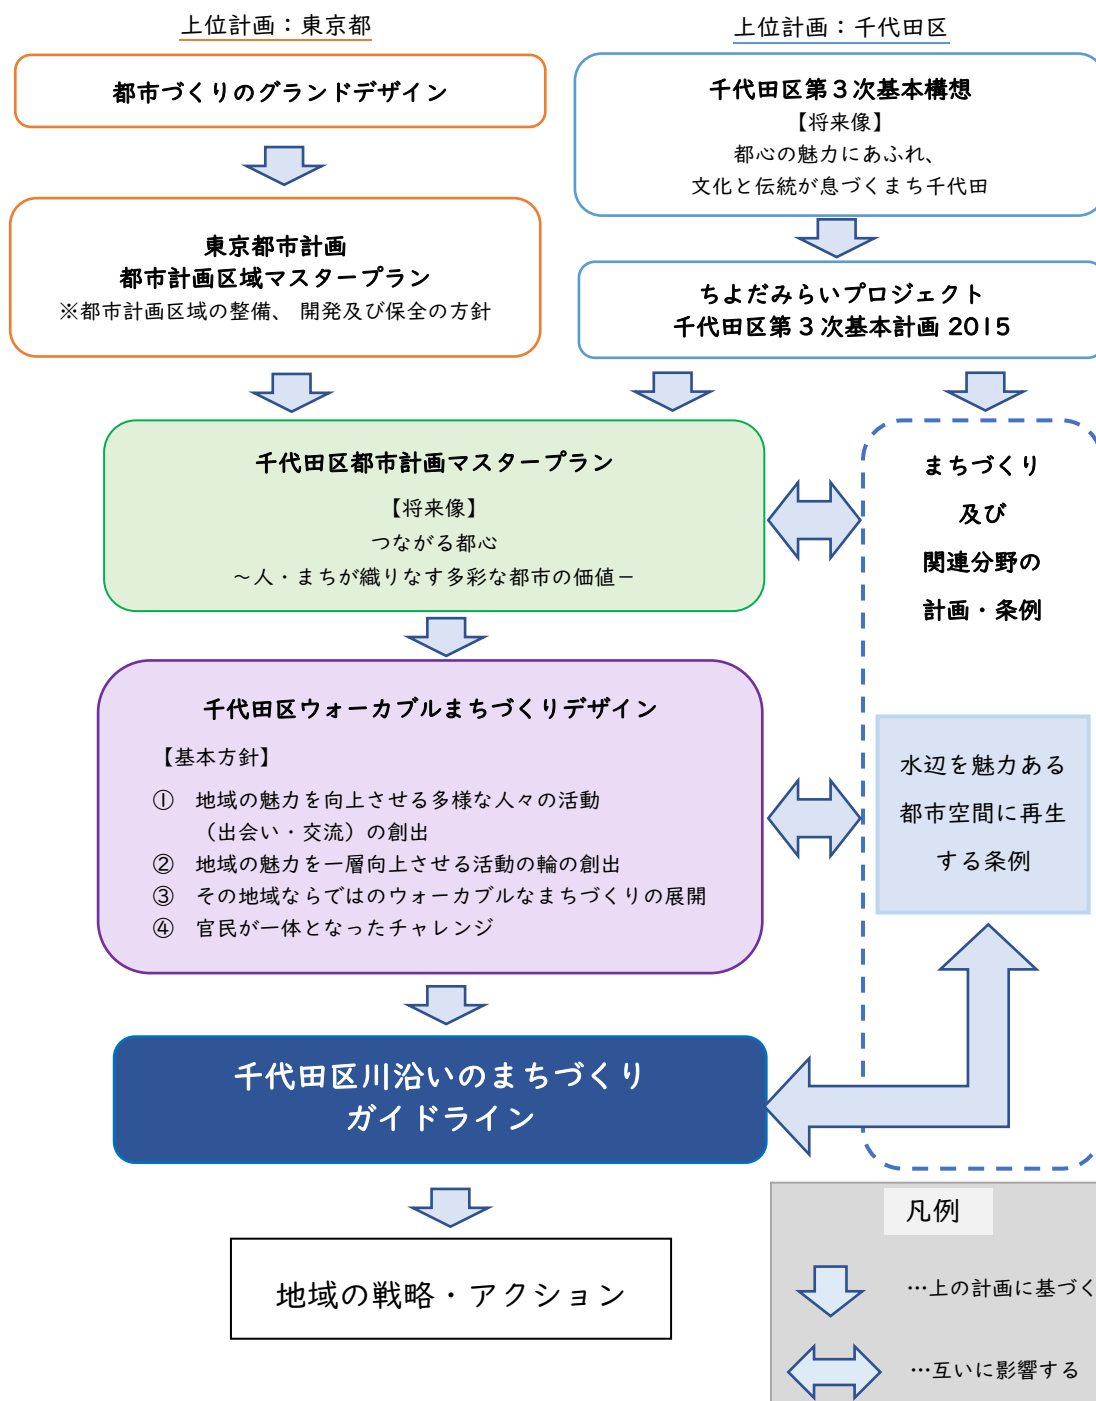 上位計画：東京都
都市づくりのグランドデザイン
東京都市計画
都市計画区域マスタープラン
※都市計画区域の整備、 開発及び保全の方針
上位計画：千代田区
千代田区第３次基本構想
【将来像】
都心の魅力にあふれ、
文化と伝統が息づくまち千代田
ちよだみらいプロジェクト
千代田区第３次基本計画 2015
千代田区都市計画マスタープラン
【将来像】
つながる都心
～人・まちが織りなす多彩な都市の価値－
まちづくり
及び
関連分野の
計画・条例
千代田区ウォーカブルまちづくりデザイン
【基本方針】
①　地域の魅力を向上させる多様な人々の活動
（出会い・交流）の創出
②　地域の魅力を一層向上させる活動の輪の創出
③　その地域ならではのウォーカブルなまちづくりの展開
④　官民が一体となったチャレンジ
水辺を魅力ある
都市空間に再生
する条例
千代田区川沿いのまちづくり
ガイドライン
地域の戦略・アクション
凡例
…上の計画に基づく
…互いに影響する